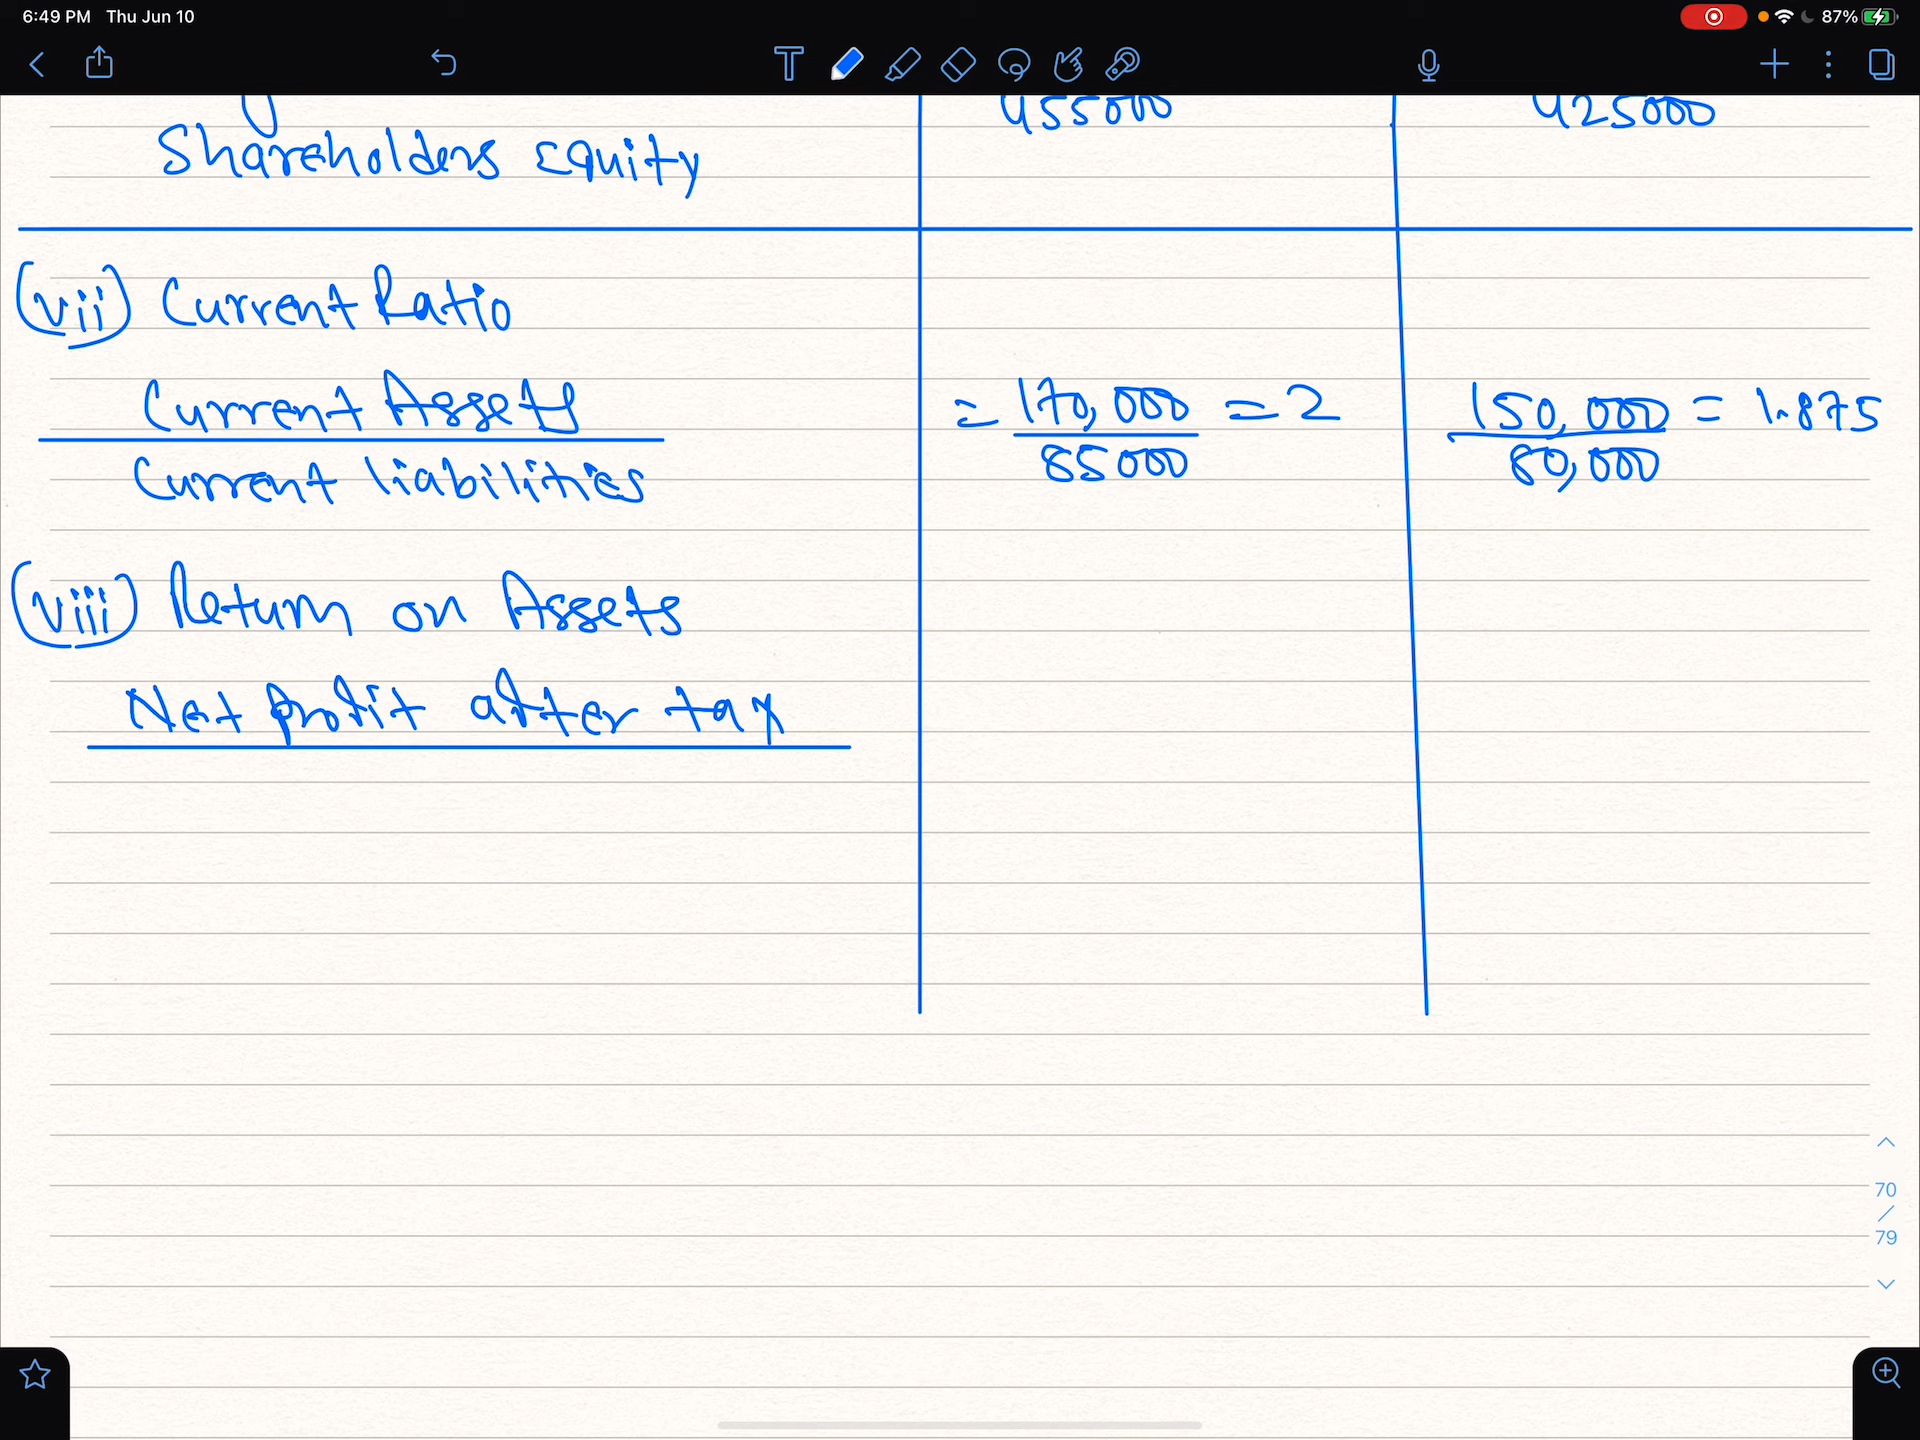 6:49 PM Thu Jun 10 87%
T
455000 425000
Shareholders Equity
(vii) Current Ratio
Current Assets = 170,000 = 2 150,000 = 1.875
Current liabilities 85000 80,000
(viii) Return on Assets
Net profit after tax
70
/
79